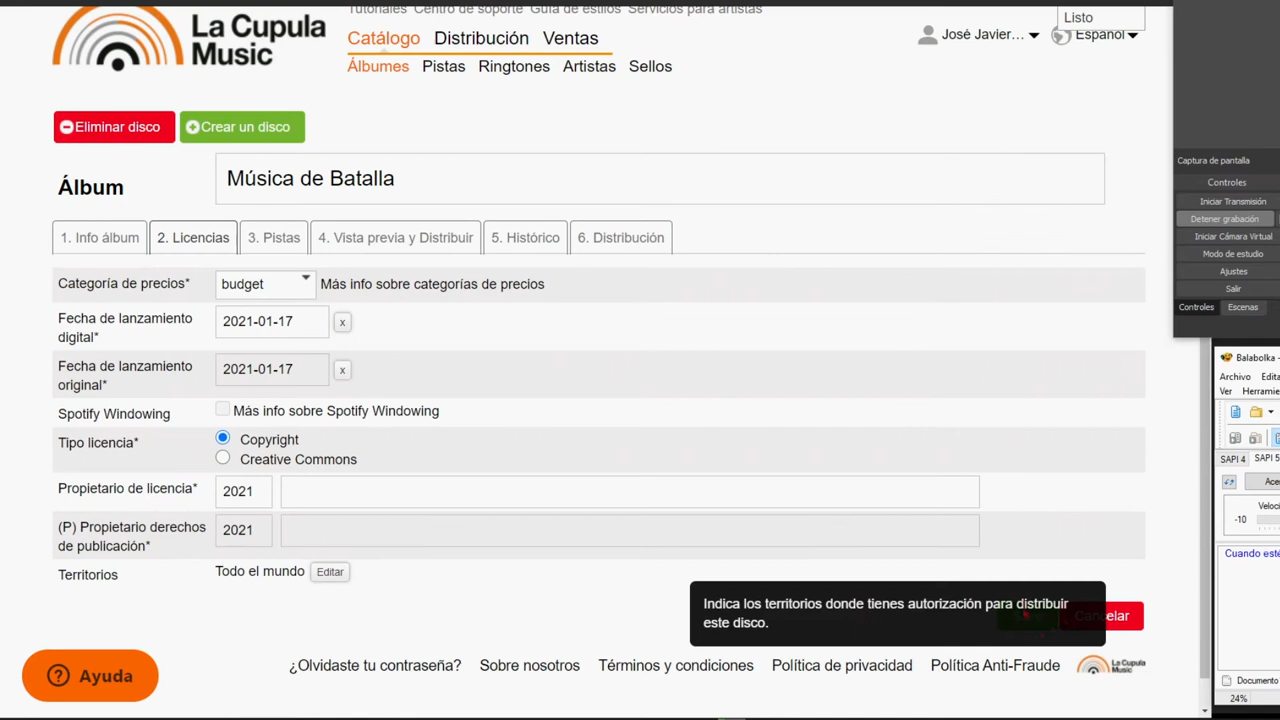 Tutoriales Centro de soporte Guía de estilos Servicios para artistas
La Cupula
Music
Catálogo Distribución Ventas
José Javier...
Español
Listo
Álbumes Pistas Ringtones Artistas Sellos
Eliminar disco
Crear un disco
Álbum
Música de Batalla
1. Info álbum
2. Licencias
3. Pistas
4. Vista previa y Distribuir
5. Histórico
6. Distribución
Categoría de precios*
budget
Más info sobre categorías de precios
Fecha de lanzamiento
digital*
2021-01-17
x
Fecha de lanzamiento
original*
2021-01-17
x
Spotify Windowing
Más info sobre Spotify Windowing
Tipo licencia*
Copyright
Creative Commons
Propietario de licencia*
2021
(P) Propietario derechos
de publicación*
2021
Territorios
Todo el mundo
Editar
Indica los territorios donde tienes autorización para distribuir
este disco.
Cancelar
Ayuda
¿Olvidaste tu contraseña?
Sobre nosotros
Términos y condiciones
Política de privacidad
Política Anti-Fraude
La Cupula
Music
Captura de pantalla
Controles
Iniciar Transmisión
Detener grabación
Iniciar Cámara Virtual
Modo de estudio
Ajustes
Salir
Controles
Escenas
Balabolka -
Archivo
Ver
SAPI 4
SAPI 5
-10
Documento
24%